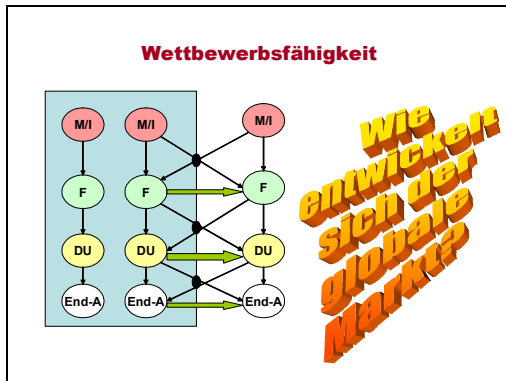 Wettbewerbsfähigkeit
M/I M/I M/I
F F F
DU DU DU
End-A End-A End-A
Wie
entwickelt
sich der
globale
Markt?